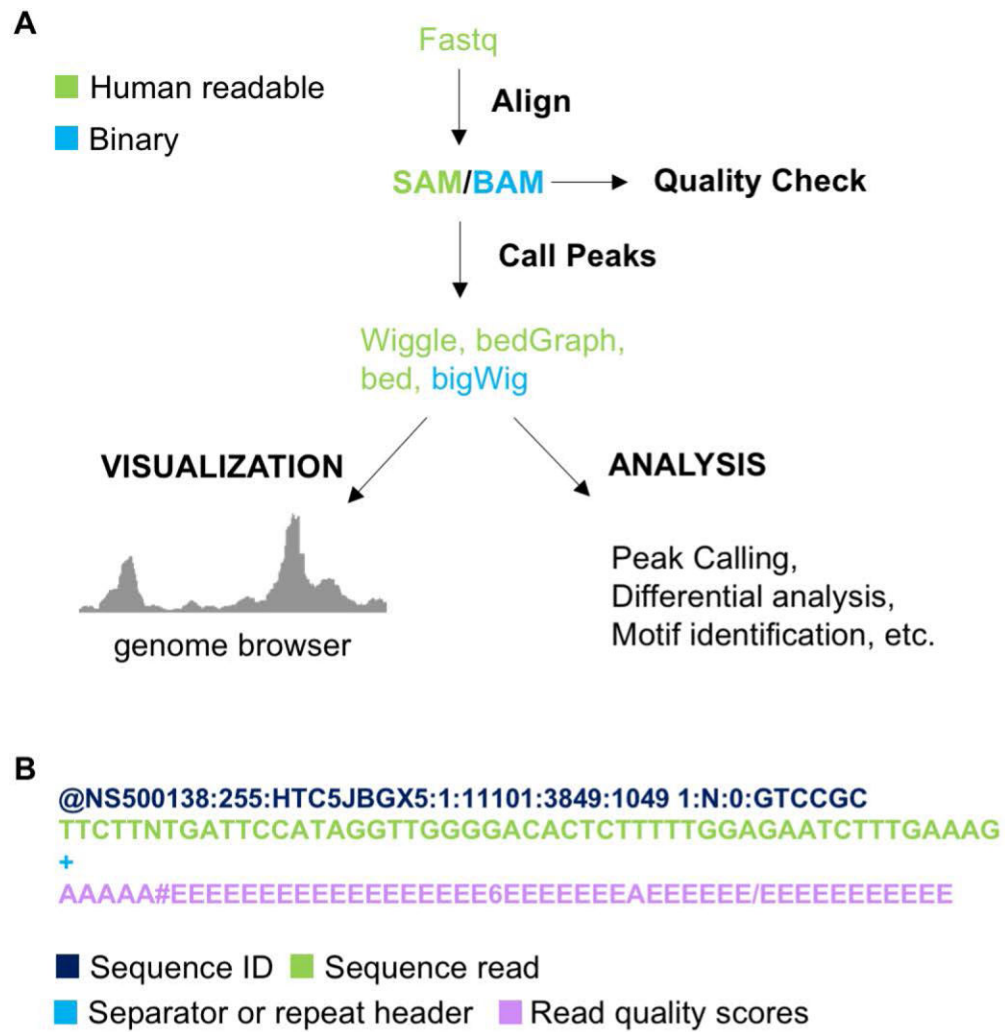 A
Fastq
Human readable
Align
Binary
SAM/BAM
Quality Check
Call Peaks
Wiggle, bedGraph,
bed, bigWig
VISUALIZATION
ANALYSIS
Peak Calling,
Differential analysis,
Motif identification, etc.
genome browser
B
@NS500138:255:HTC5JBGX5:1:11101:3849:1049 1:N:0:GTCCGC
TTCTTNTGATTCCATAGGTTGGGGACACTCTTTTTGGAGAATCTTTGAAAG
+
AAAAA#EEEEEEEEEEEEEEEEEE6EEEEEEEAEEEEEE/EEEEEEEEEEE
Sequence ID
Sequence read
Separator or repeat header
Read quality scores